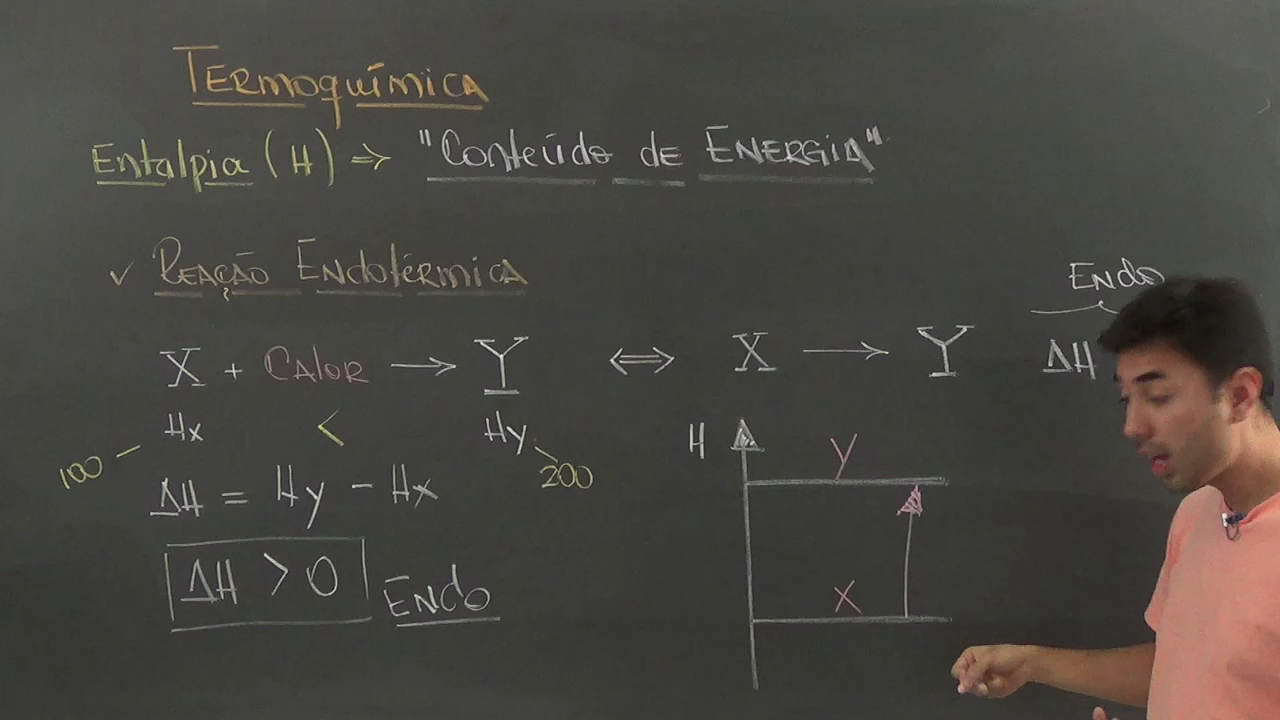 Termoquímica
Entalpia (H) => "Conteúdo de Energia"
✓ Reação Endotérmica
Endo
X + Calor → Y ⇔ X → Y ΔH
Hx < Hy
100 200
ΔH = Hy - Hx
ΔH > 0 Endo
H
Y
X